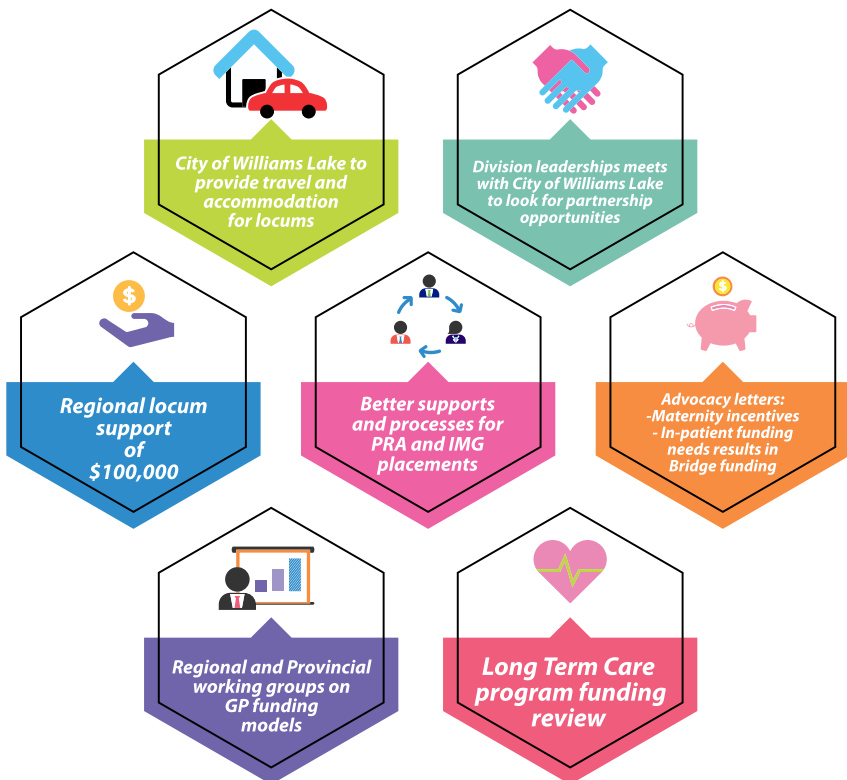 City of Williams Lake to
provide travel and
accommodation
for locums
Division leaderships meets
with City of Williams Lake
to look for partnership
opportunities
$
Regional locum
support
of
$100,000
Better supports
and processes for
PRA and IMG
placements
$
Advocacy letters:
-Maternity incentives
- In-patient funding
needs results in
Bridge funding
Regional and Provincial
working groups on
GP funding
models
Long Term Care
program funding
review